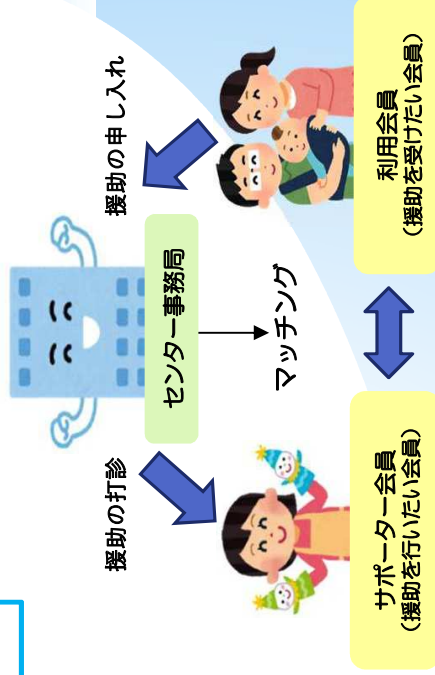 センター事務局
援助の打診
援助の申し入れ
マッチング
サポーター会員
（援助を行いたい会員）
利用会員
（援助を受けたい会員）